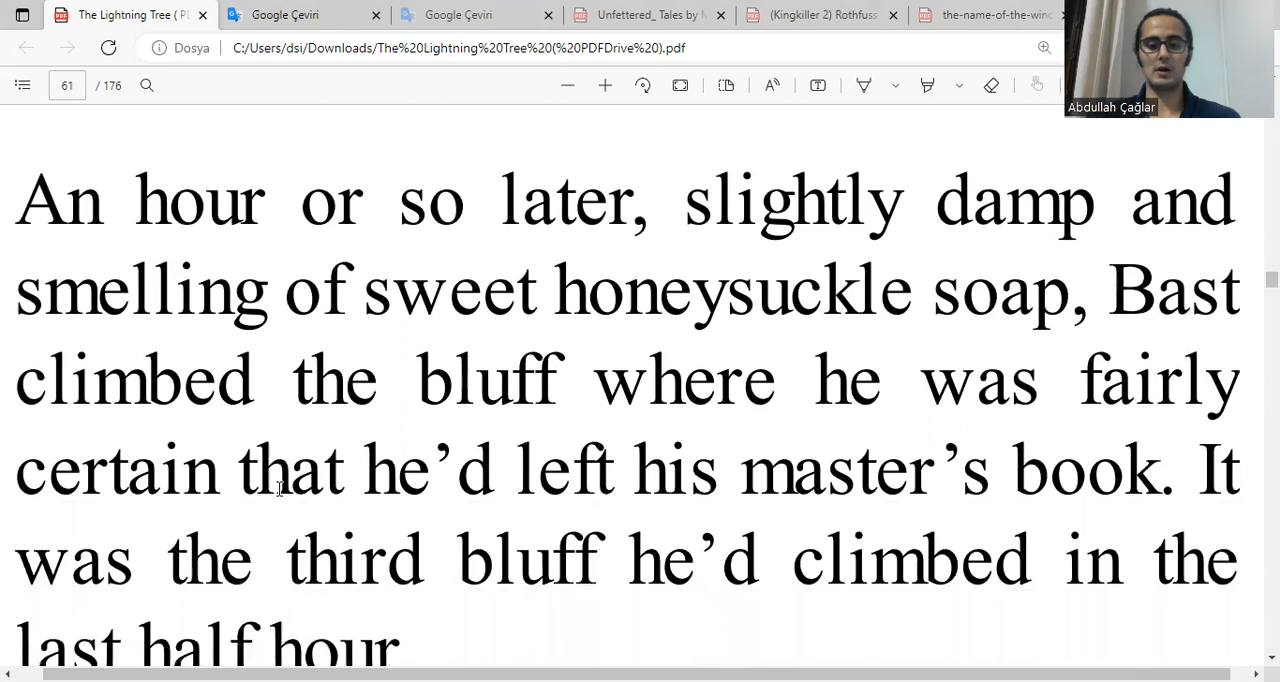 The Lightning Tree ( P
Google Çeviri
Google Çeviri
Unfettered_ Tales by
(Kingkiller 2) Rothfuss
the-name-of-the-win
Dosya
C:/Users/dsi/Downloads/The%20Lightning%20Tree%20(%20PDFDrive%20).pdf
61 / 176
Abdullah Çağlar
An hour or so later, slightly damp and
smelling of sweet honeysuckle soap, Bast
climbed the bluff where he was fairly
certain that he’d left his master’s book. It
was the third bluff he’d climbed in the
last half hour